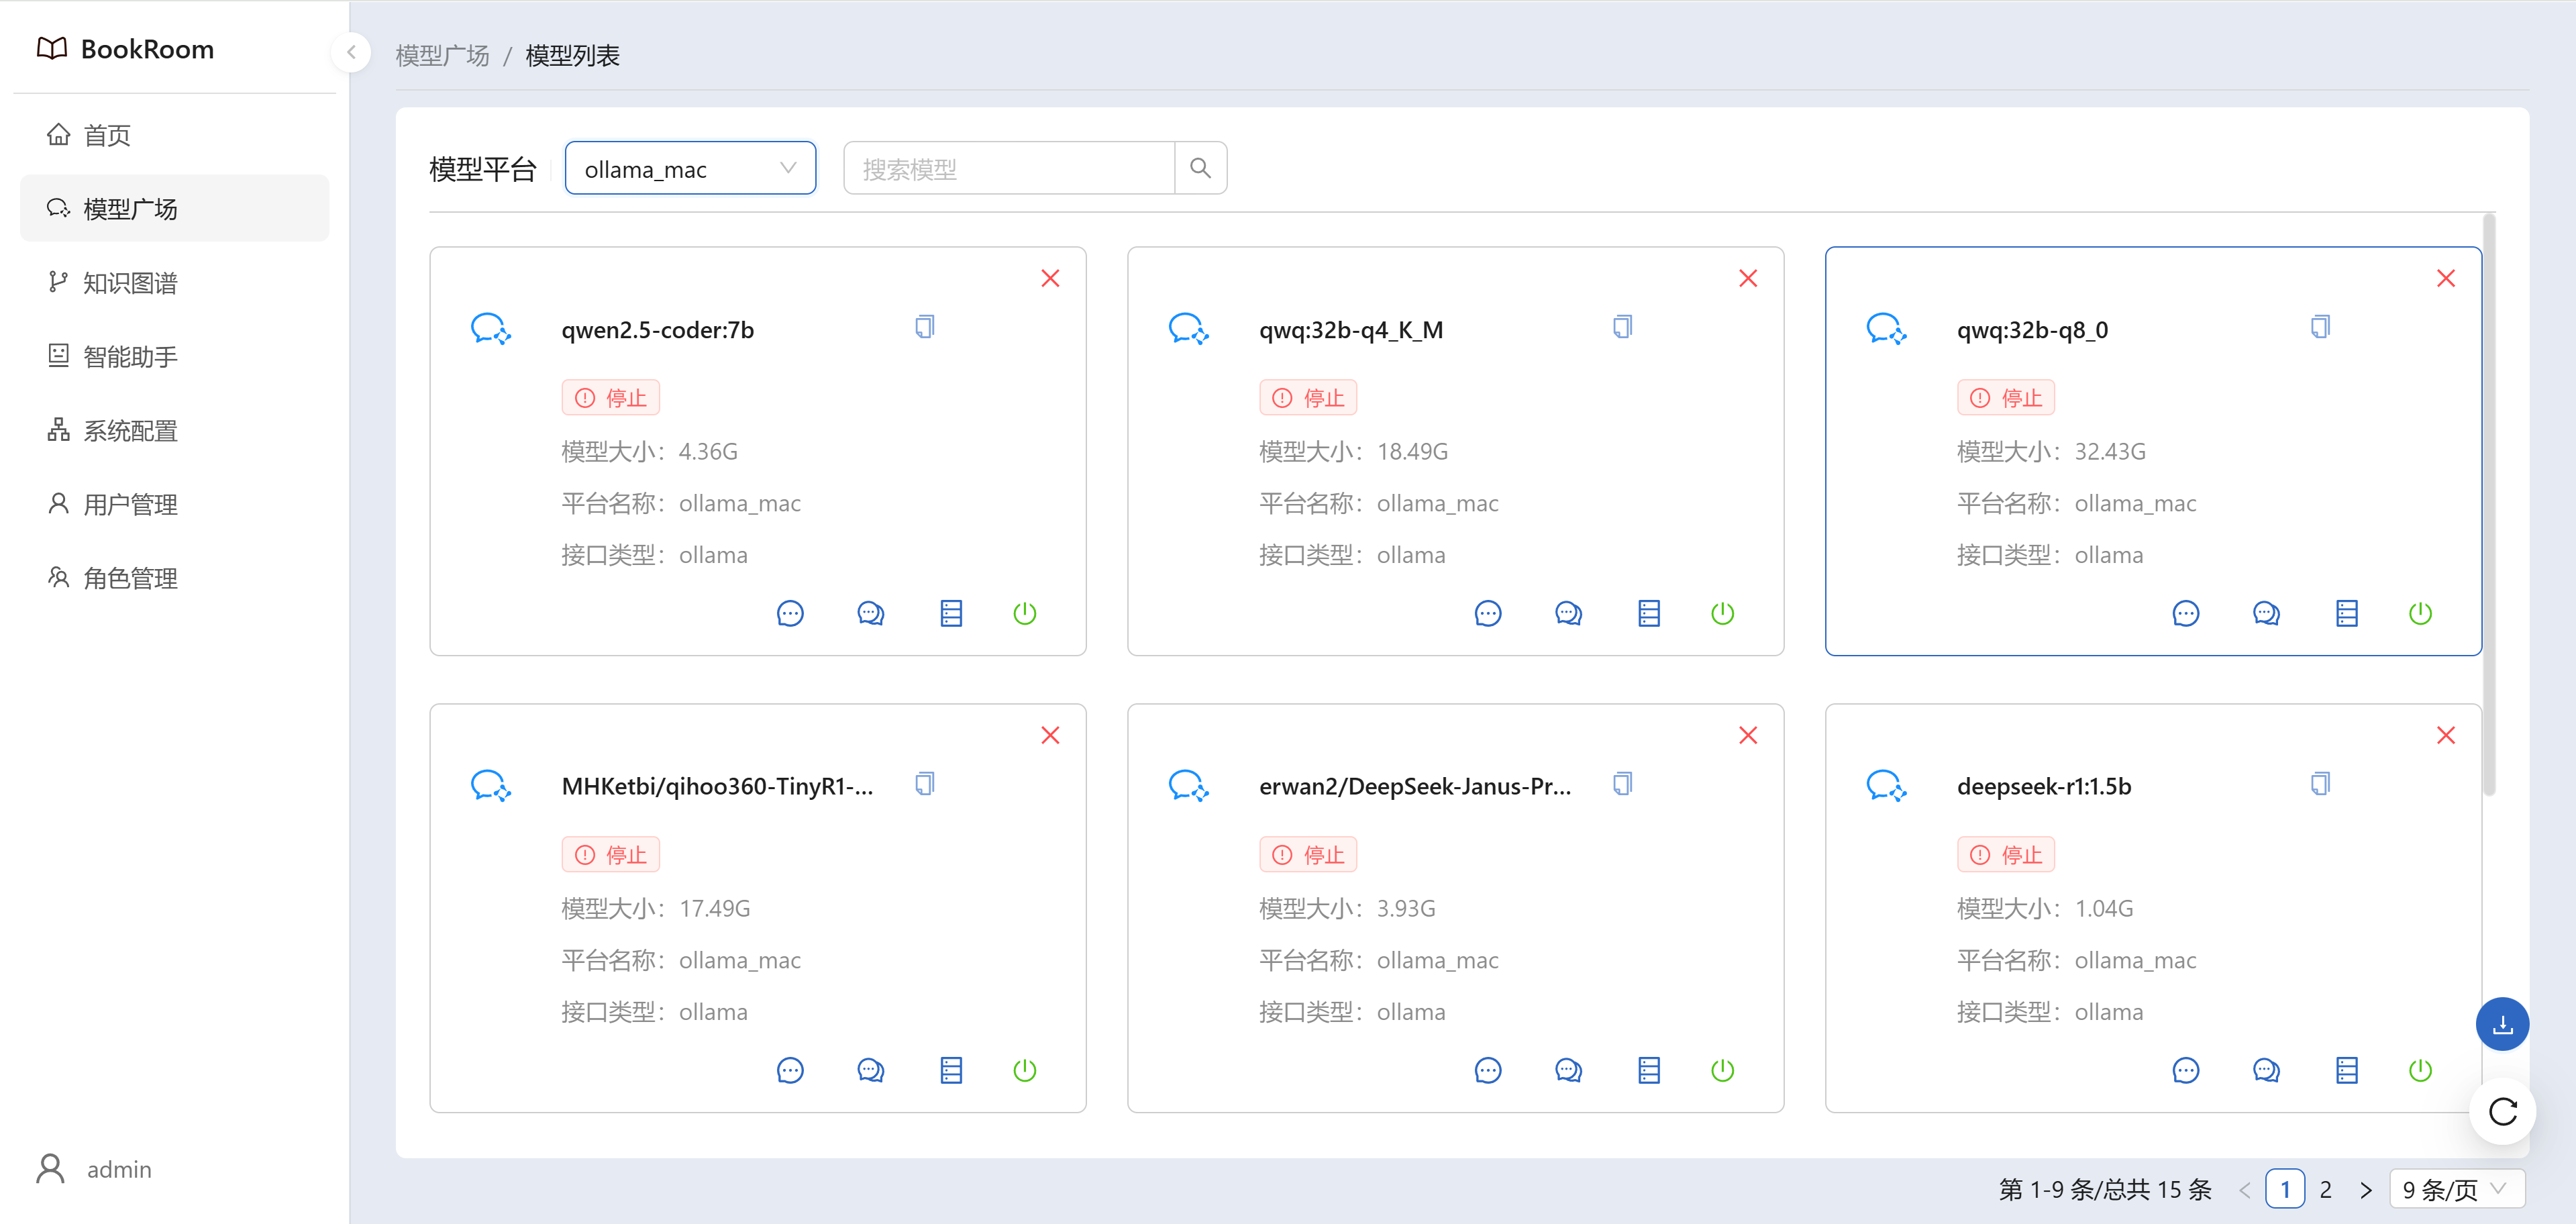 BookRoom
首页
模型广场
知识图谱
智能助手
系统配置
用户管理
角色管理
admin
模型广场 / 模型列表
模型平台
ollama_mac
搜索模型
qwen2.5-coder:7b
停止
模型大小：4.36G
平台名称：ollama_mac
接口类型：ollama
qwq:32b-q4_K_M
停止
模型大小：18.49G
平台名称：ollama_mac
接口类型：ollama
qwq:32b-q8_0
停止
模型大小：32.43G
平台名称：ollama_mac
接口类型：ollama
MHKetbi/qihoo360-TinyR1-...
停止
模型大小：17.49G
平台名称：ollama_mac
接口类型：ollama
erwan2/DeepSeek-Janus-Pr...
停止
模型大小：3.93G
平台名称：ollama_mac
接口类型：ollama
deepseek-r1:1.5b
停止
模型大小：1.04G
平台名称：ollama_mac
接口类型：ollama
第 1-9 条/总共 15 条 < 1 2 > 9 条/页